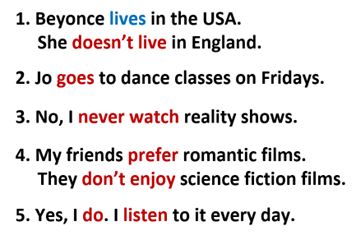 1. Beyonce lives in the USA.
She doesn't live in England.
2. Jo goes to dance classes on Fridays.
3. No, I never watch reality shows.
4. My friends prefer romantic films.
They don't enjoy science fiction films.
5. Yes, I do. I listen to it every day.